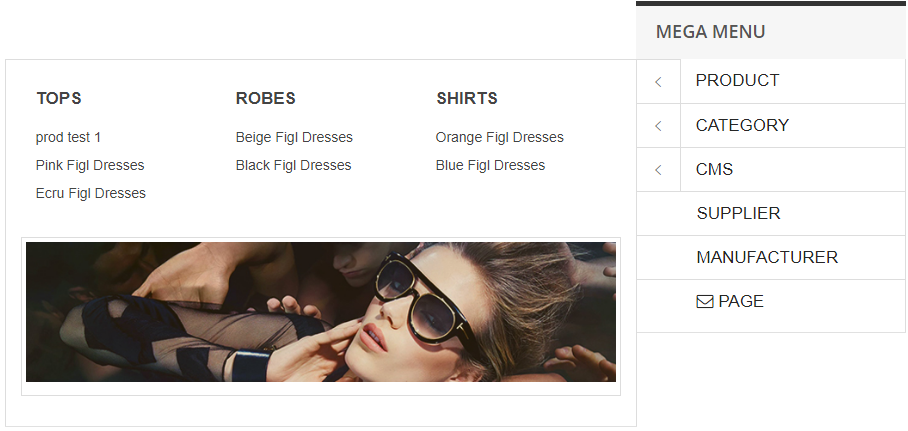 MEGA MENU
PRODUCT
CATEGORY
CMS
SUPPLIER
MANUFACTURER
PAGE
TOPS
prod test 1
Pink Figl Dresses
Ecru Figl Dresses
ROBES
Beige Figl Dresses
Black Figl Dresses
SHIRTS
Orange Figl Dresses
Blue Figl Dresses